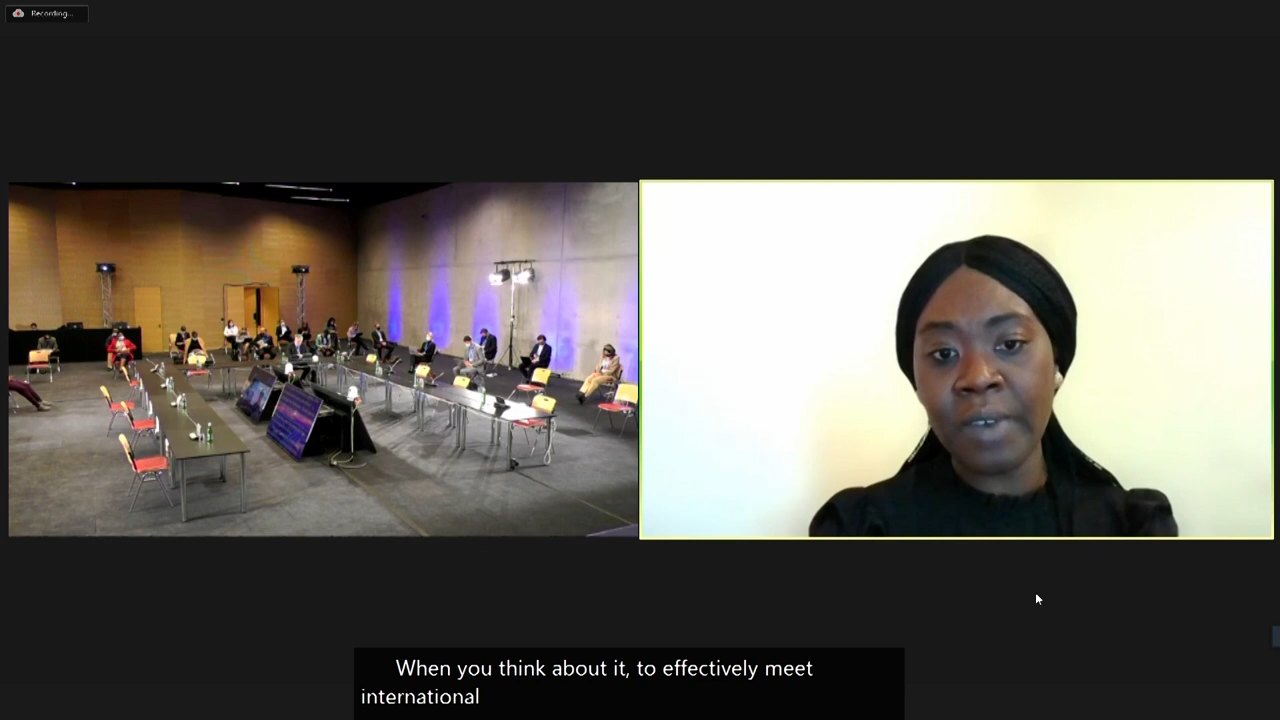 Recording...
When you think about it, to effectively meet
international